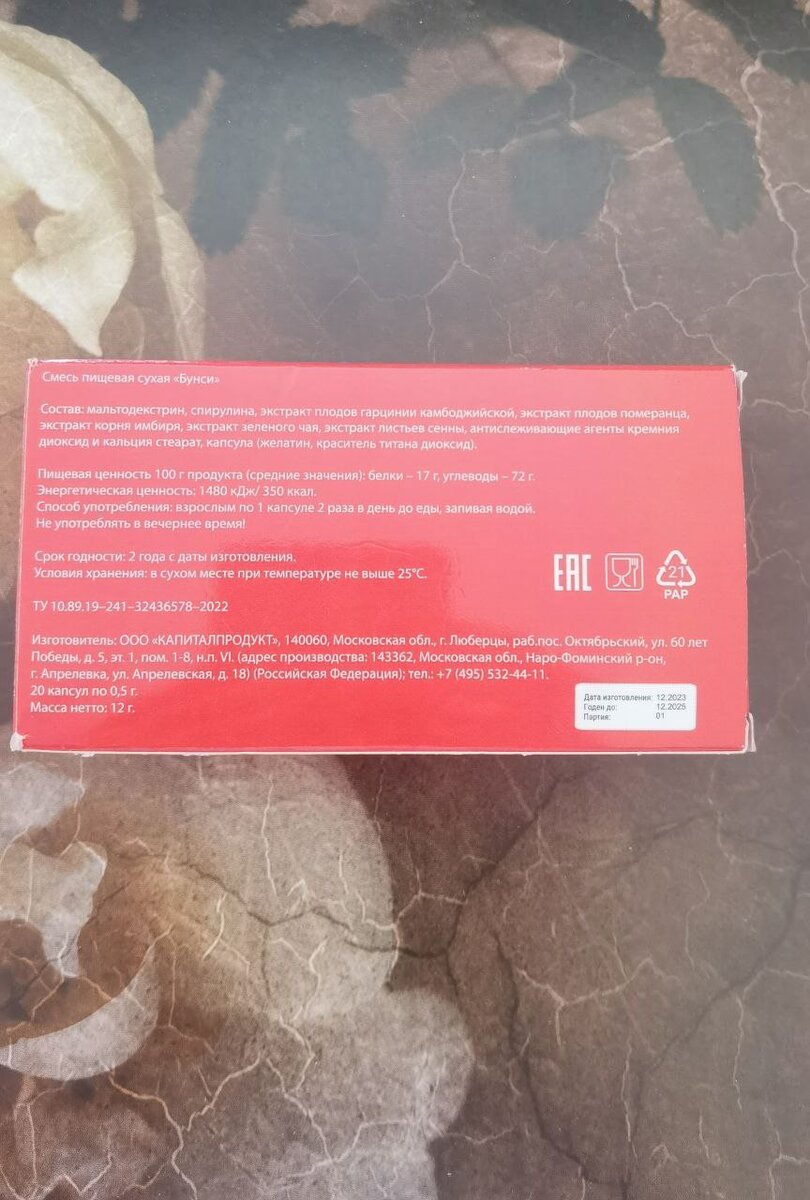 Смесь пищевая сухая «Бунси»
Состав: мальтодекстрин, спирулина, экстракт плодов гарцинии камбоджийской, экстракт плодов померанца,
экстракт корня имбиря, экстракт зеленого чая, экстракт листьев сенны, антислеживающие агенты кремния
диоксид и кальция стеарат, капсула (желатин, краситель титана диоксид).
Пищевая ценность 100 г продукта (средние значения): белки – 17 г, углеводы – 72 г.
Энергетическая ценность: 1480 кДж/ 350 ккал.
Способ употребления: взрослым по 1 капсуле 2 раза в день до еды, запивая водой.
Не употреблять в вечернее время!
Срок годности: 2 года с даты изготовления.
Условия хранения: в сухом месте при температуре не выше 25°С.
EAC
21
PAP
ТУ 10.89.19–241–32436578–2022
Изготовитель: ООО «КАПИТАЛПРОДУКТ», 140060, Московская обл., г. Люберцы, раб.пос. Октябрьский, ул. 60 лет
Победы, д. 5, эт. 1, пом. 1-8, н.п. VI. (адрес производства: 143362, Московская обл., Наро-Фоминский р-он,
г. Апрелевка, ул. Апрелевская, д. 18) (Российская Федерация); тел.: +7 (495) 532-44-11.
20 капсул по 0,5 г.
Масса нетто: 12 г.
Дата изготовления: 12.2023
Годен до: 12.2025
Партия: 01